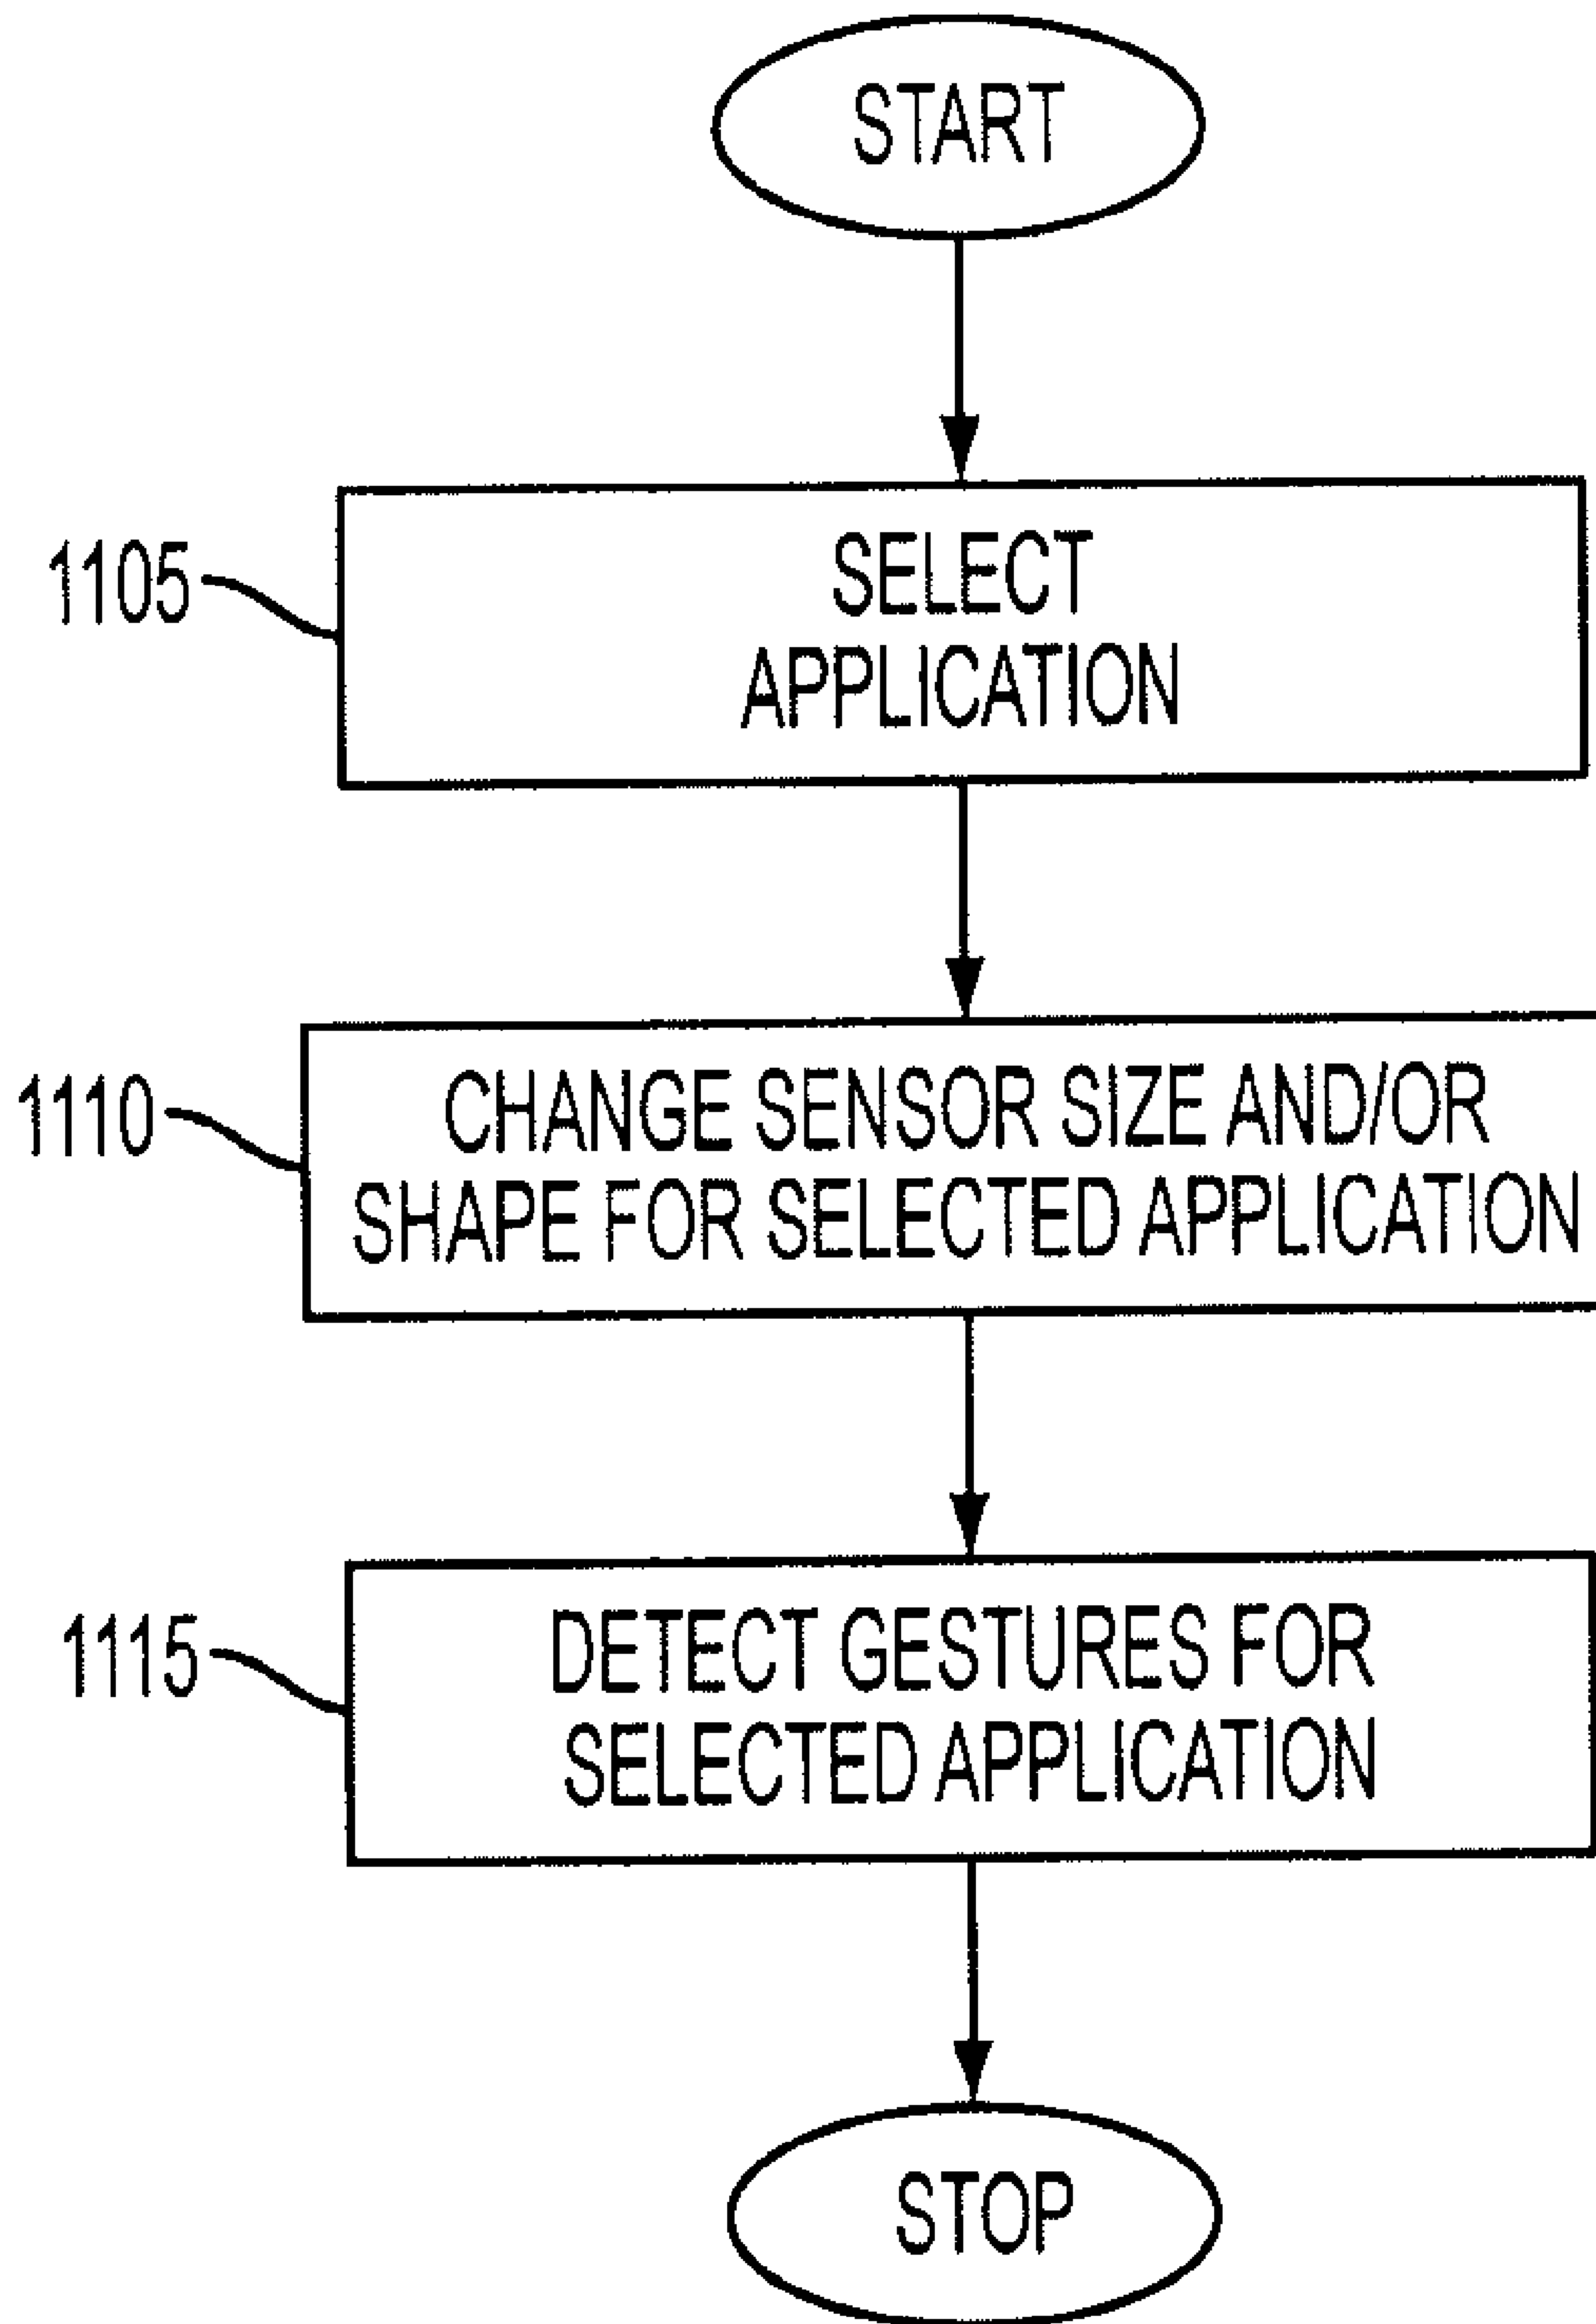 START
1105
SELECT
APPLICATION
1110
CHANGE SENSOR SIZE AND/OR
SHAPE FOR SELECTED APPLICATION
1115
DETECT GESTURES FOR
SELECTED APPLICATION
STOP